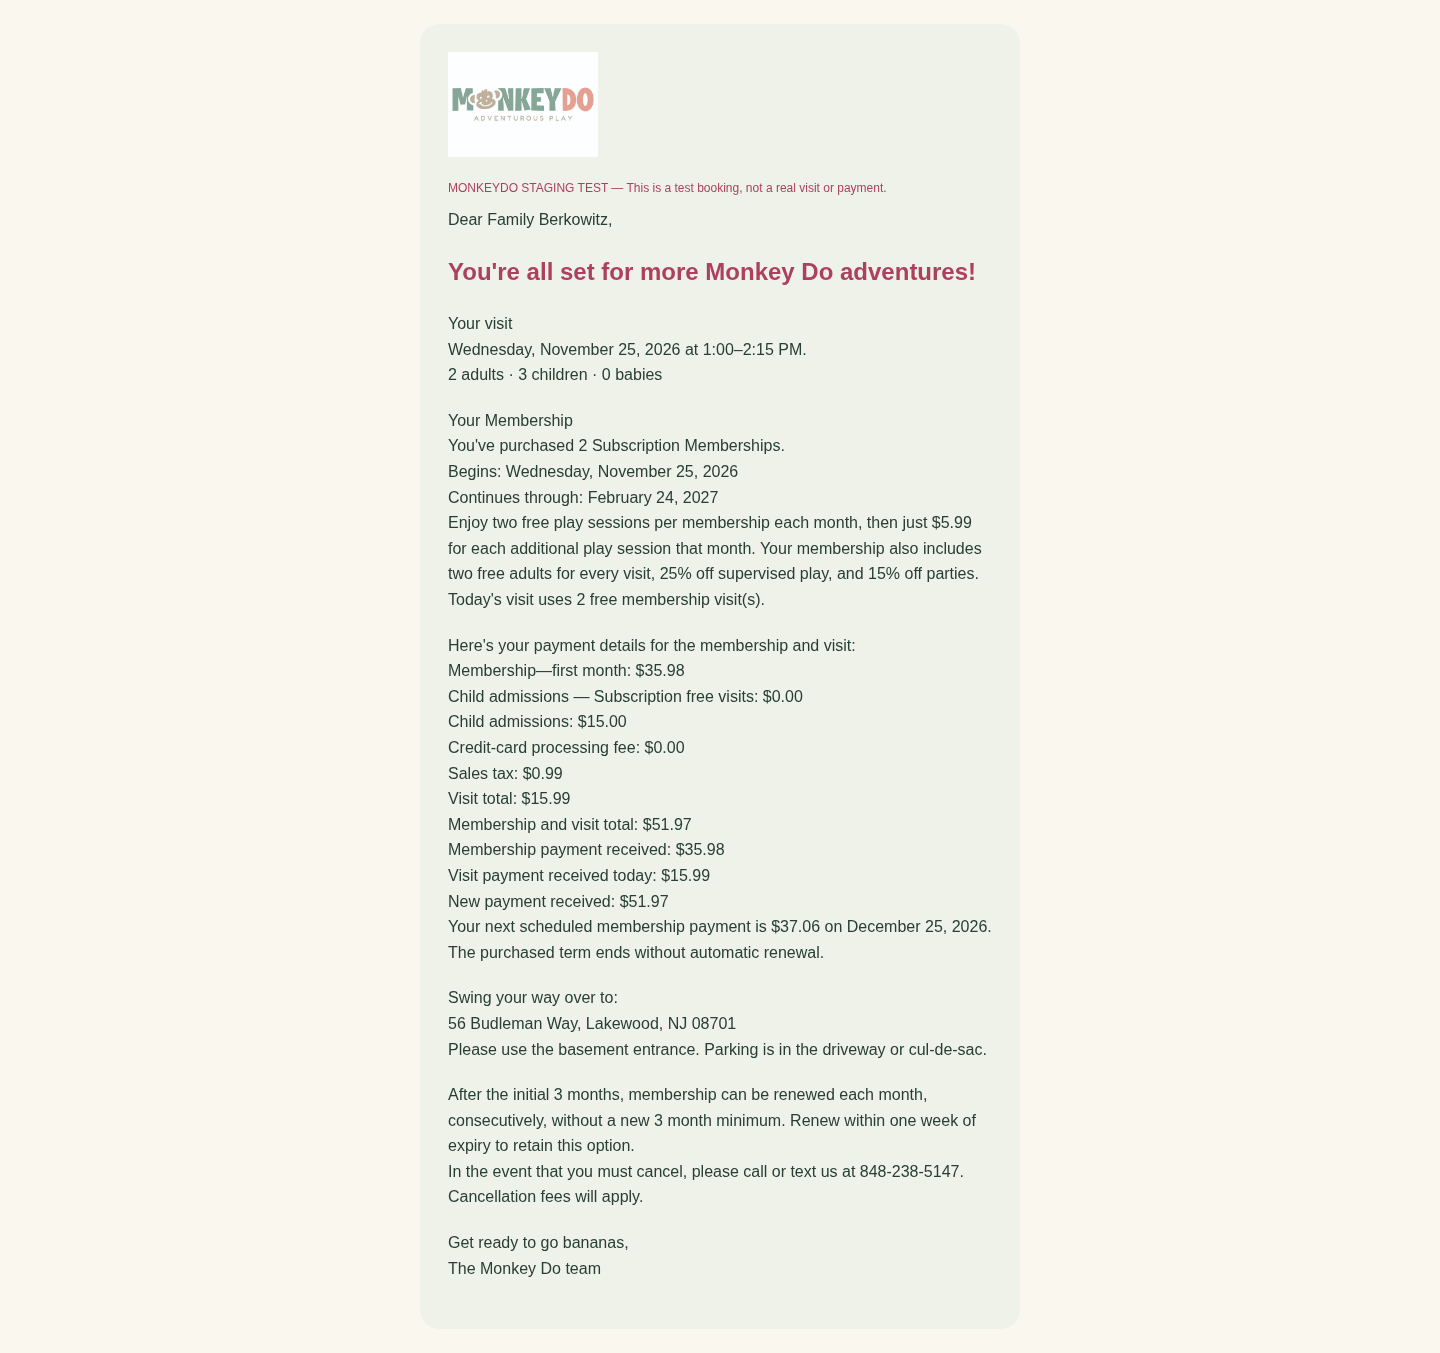 MONKEYDO
ADVENTUROUS PLAY
MONKEYDO STAGING TEST — This is a test booking, not a real visit or payment.
Dear Family Berkowitz,
You're all set for more Monkey Do adventures!
Your visit
Wednesday, November 25, 2026 at 1:00–2:15 PM.
2 adults · 3 children · 0 babies
Your Membership
You've purchased 2 Subscription Memberships.
Begins: Wednesday, November 25, 2026
Continues through: February 24, 2027
Enjoy two free play sessions per membership each month, then just $5.99
for each additional play session that month. Your membership also includes
two free adults for every visit, 25% off supervised play, and 15% off parties.
Today's visit uses 2 free membership visit(s).
Here's your payment details for the membership and visit:
Membership—first month: $35.98
Child admissions — Subscription free visits: $0.00
Child admissions: $15.00
Credit-card processing fee: $0.00
Sales tax: $0.99
Visit total: $15.99
Membership and visit total: $51.97
Membership payment received: $35.98
Visit payment received today: $15.99
New payment received: $51.97
Your next scheduled membership payment is $37.06 on December 25, 2026.
The purchased term ends without automatic renewal.
Swing your way over to:
56 Budleman Way, Lakewood, NJ 08701
Please use the basement entrance. Parking is in the driveway or cul-de-sac.
After the initial 3 months, membership can be renewed each month,
consecutively, without a new 3 month minimum. Renew within one week of
expiry to retain this option.
In the event that you must cancel, please call or text us at 848-238-5147.
Cancellation fees will apply.
Get ready to go bananas,
The Monkey Do team